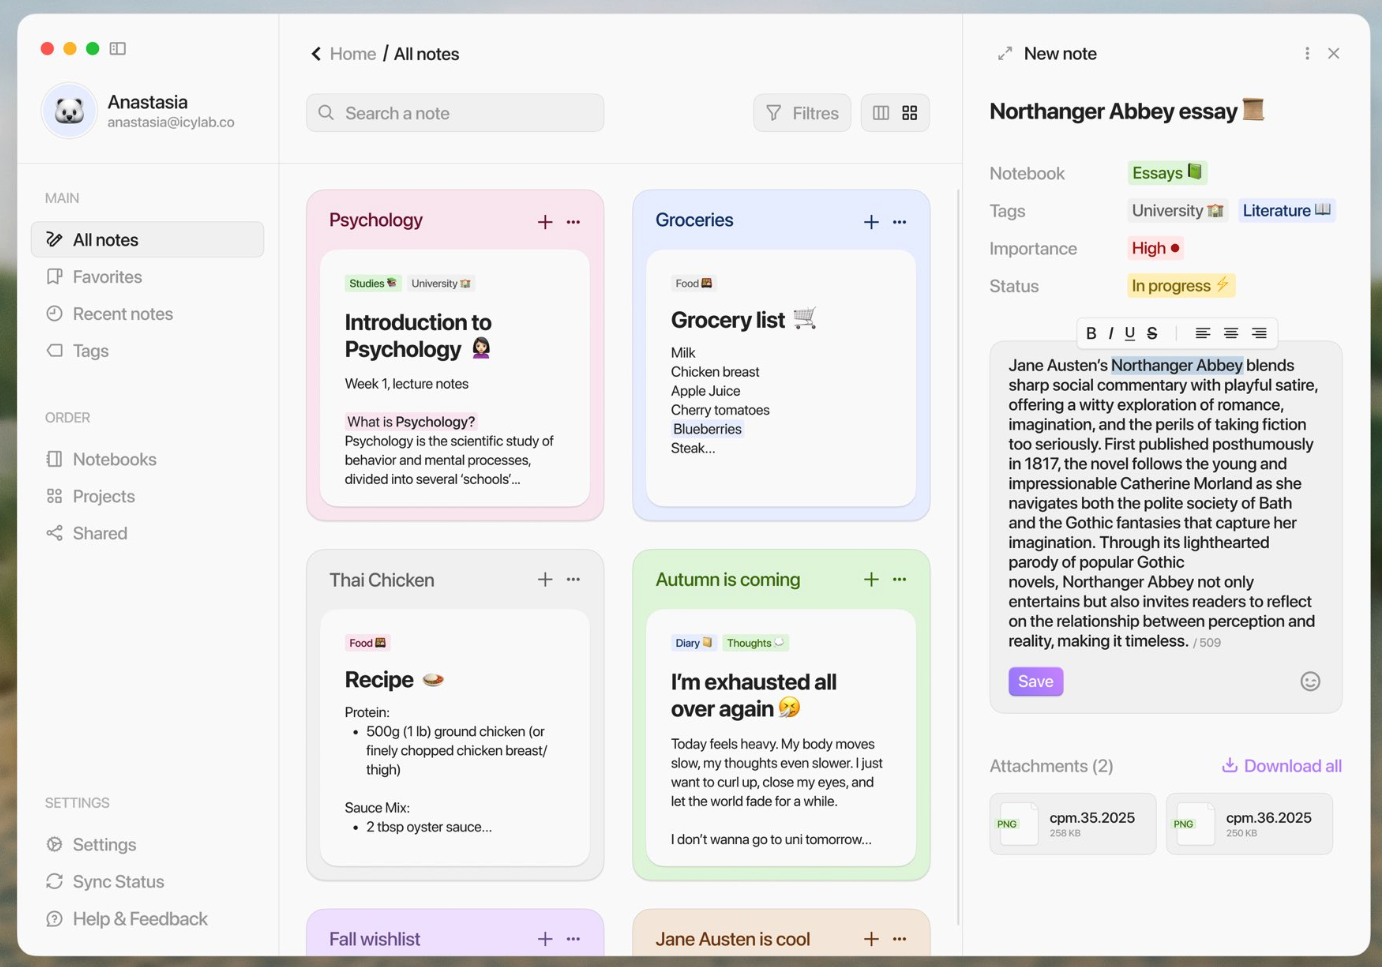 Anastasia
anastasia@icylab.co
MAIN
All notes
Favorites
Recent notes
Tags
ORDER
Notebooks
Projects
Shared
SETTINGS
Settings
Sync Status
Help & Feedback
Home / All notes
Search a note
Filtres
Psychology
Studies
University
Introduction to
Psychology
Week 1, lecture notes
What is Psychology?
Psychology is the scientific study of
behavior and mental processes,
divided into several ‘schools’...
Groceries
Food
Grocery list
Milk
Chicken breast
Apple Juice
Cherry tomatoes
Blueberries
Steak...
Thai Chicken
Food
Recipe
Protein:
• 500g (1 lb) ground chicken (or
finely chopped chicken breast/
thigh)
Sauce Mix:
• 2 tbsp oyster sauce...
Autumn is coming
Diary
Thoughts
I’m exhausted all
over again
Today feels heavy. My body moves
slow, my thoughts even slower. I just
want to curl up, close my eyes, and
let the world fade for a while.
I don’t wanna go to uni tomorrow...
Fall wishlist
Jane Austen is cool
New note
Northanger Abbey essay
Notebook
Essays
Tags
University
Literature
Importance
High
Status
In progress
B I U S
Jane Austen’s Northanger Abbey blends
sharp social commentary with playful satire,
offering a witty exploration of romance,
imagination, and the perils of taking fiction
too seriously. First published posthumously
in 1817, the novel follows the young and
impressionable Catherine Morland as she
navigates both the polite society of Bath
and the Gothic fantasies that capture her
imagination. Through its lighthearted
parody of popular Gothic
novels, Northanger Abbey not only
entertains but also invites readers to reflect
on the relationship between perception and
reality, making it timeless. / 509
Save
Attachments (2)
Download all
PNG
cpm.35.2025
258 KB
PNG
cpm.36.2025
250 KB